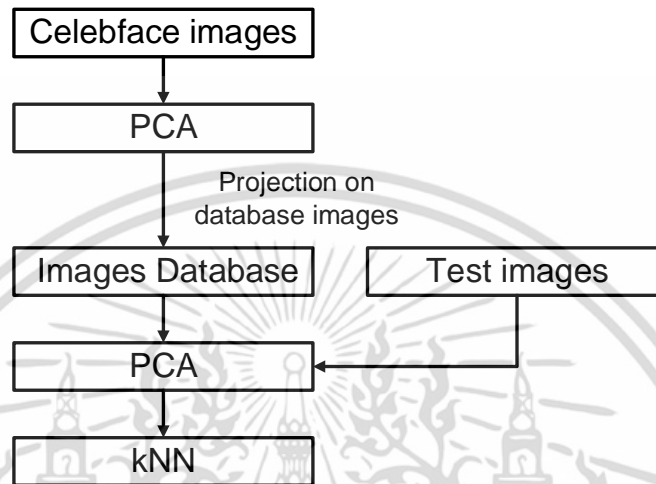 Celebface images
PCA
Projection on
database images
Images Database
Test images
PCA
kNN